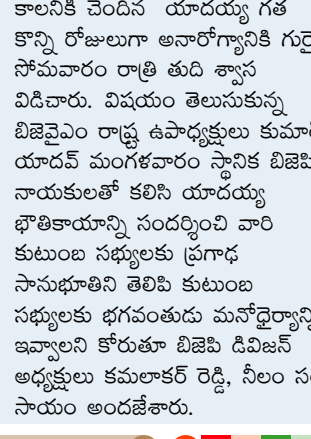 కాలనికి చెందిన యాదయ్య గత
కొన్ని రోజులుగా అనారోగ్యానికి
సోమవారం రాత్రి తుది శ్వాస
విడిచారు. విషయం తెలుసుకున్న
బిజెవైఎం రాష్ట్ర ఉపాధ్యక్షులు
యాదవ్ మంగళవారం స్థానిక
నాయకులతో కలిసి యాదయ్య
భౌతికాయాన్ని సందర్శించి వారి
కుటుంబ సభ్యులకు ప్రగాఢ
సానుభూతిని తెలిపి కుటుంబ
సభ్యులకు భగవంతుడు
ఇవ్వాలని కోరుతూ బిజెపి డివిజన్
అధ్యక్షులు కమలాకర్ రెడ్డి, నీలం
సాయం అందజేశారు.